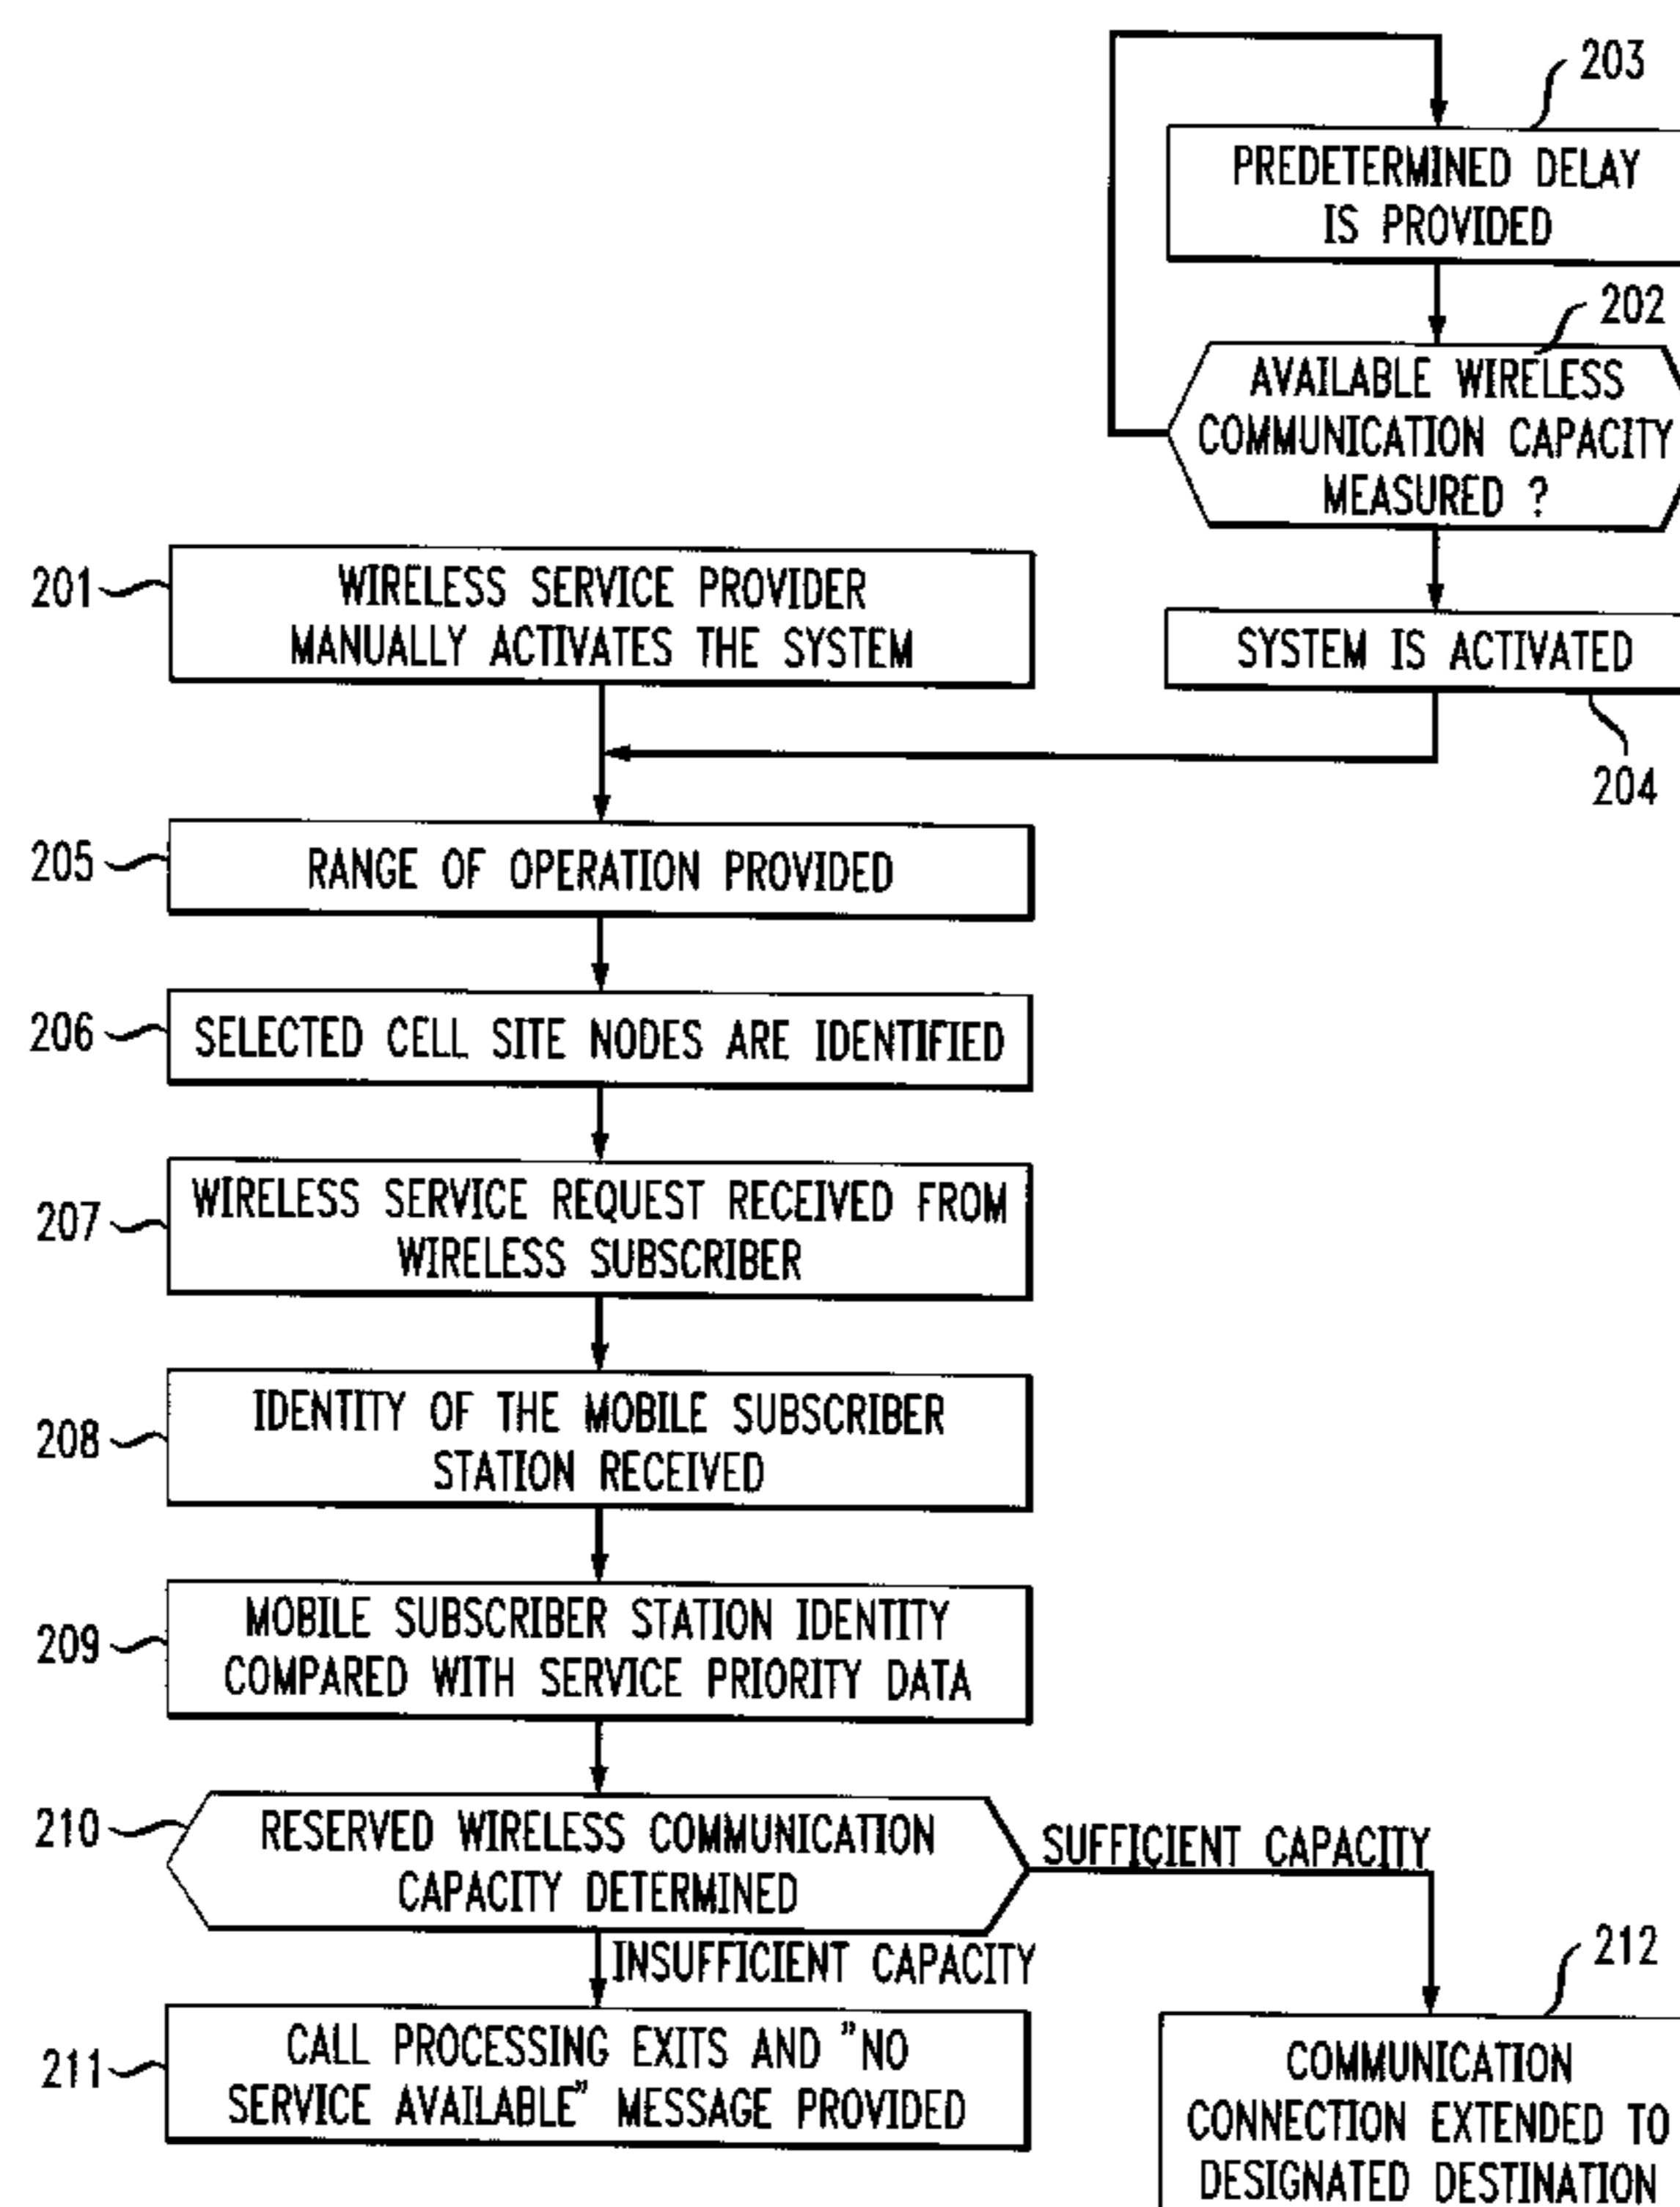 203
PREDETERMINED DELAY
IS PROVIDED
202
AVAILABLE WIRELESS
COMMUNICATION CAPACITY
MEASURED ?
201
WIRELESS SERVICE PROVIDER
MANUALLY ACTIVATES THE SYSTEM
SYSTEM IS ACTIVATED
204
205
RANGE OF OPERATION PROVIDED
206
SELECTED CELL SITE NODES ARE IDENTIFIED
207
WIRELESS SERVICE REQUEST RECEIVED FROM
WIRELESS SUBSCRIBER
208
IDENTITY OF THE MOBILE SUBSCRIBER
STATION RECEIVED
209
MOBILE SUBSCRIBER STATION IDENTITY
COMPARED WITH SERVICE PRIORITY DATA
210
RESERVED WIRELESS COMMUNICATION
CAPACITY DETERMINED
SUFFICIENT CAPACITY
INSUFFICIENT CAPACITY
211
CALL PROCESSING EXITS AND "NO
SERVICE AVAILABLE" MESSAGE PROVIDED
212
COMMUNICATION
CONNECTION EXTENDED TO
DESIGNATED DESTINATION